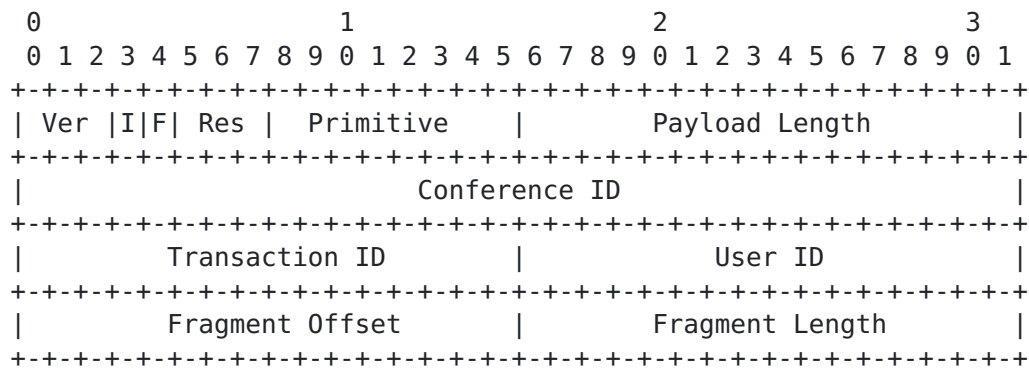 0                   1                   2                   3
 0 1 2 3 4 5 6 7 8 9 0 1 2 3 4 5 6 7 8 9 0 1 2 3 4 5 6 7 8 9 0 1
+-+-+-+-+-+-+-+-+-+-+-+-+-+-+-+-+-+-+-+-+-+-+-+-+-+-+-+-+-+-+-+-+
| Ver |I|F| Res |  Primitive    |        Payload Length         |
+-+-+-+-+-+-+-+-+-+-+-+-+-+-+-+-+-+-+-+-+-+-+-+-+-+-+-+-+-+-+-+-+
|                         Conference ID                         |
+-+-+-+-+-+-+-+-+-+-+-+-+-+-+-+-+-+-+-+-+-+-+-+-+-+-+-+-+-+-+-+-+
|         Transaction ID        |            User ID            |
+-+-+-+-+-+-+-+-+-+-+-+-+-+-+-+-+-+-+-+-+-+-+-+-+-+-+-+-+-+-+-+-+
|         Fragment Offset       |        Fragment Length        |
+-+-+-+-+-+-+-+-+-+-+-+-+-+-+-+-+-+-+-+-+-+-+-+-+-+-+-+-+-+-+-+-+